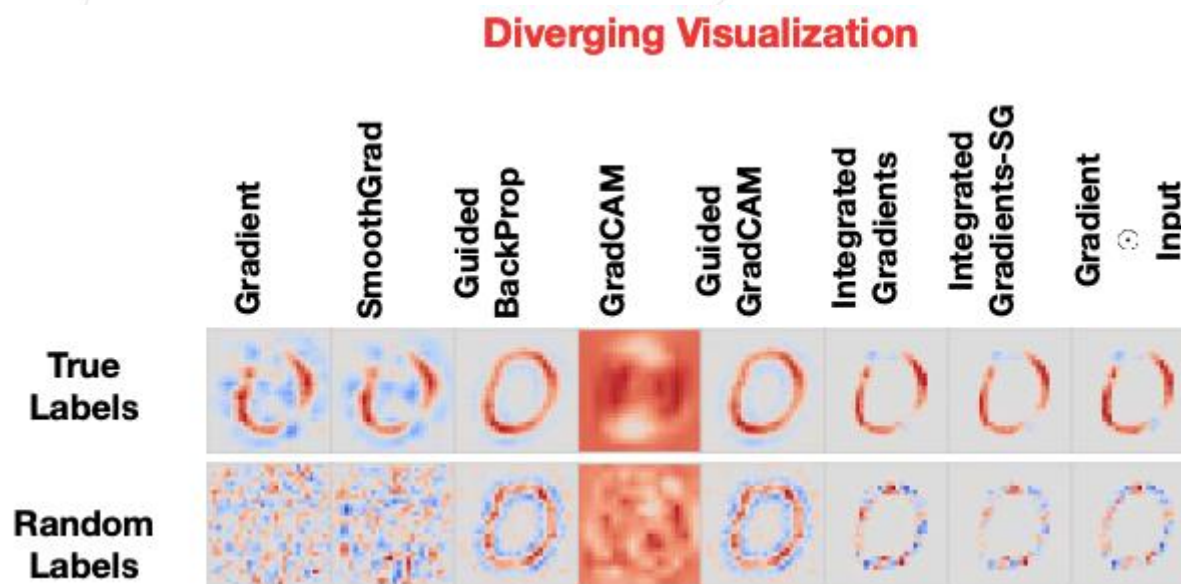 Diverging Visualization
Gradient
SmoothGrad
Guided
BackProp
GradCAM
Guided
GradCAM
Integrated
Gradients
Integrated
Gradients-SG
Gradient
⊙
Input
True
Labels
Random
Labels